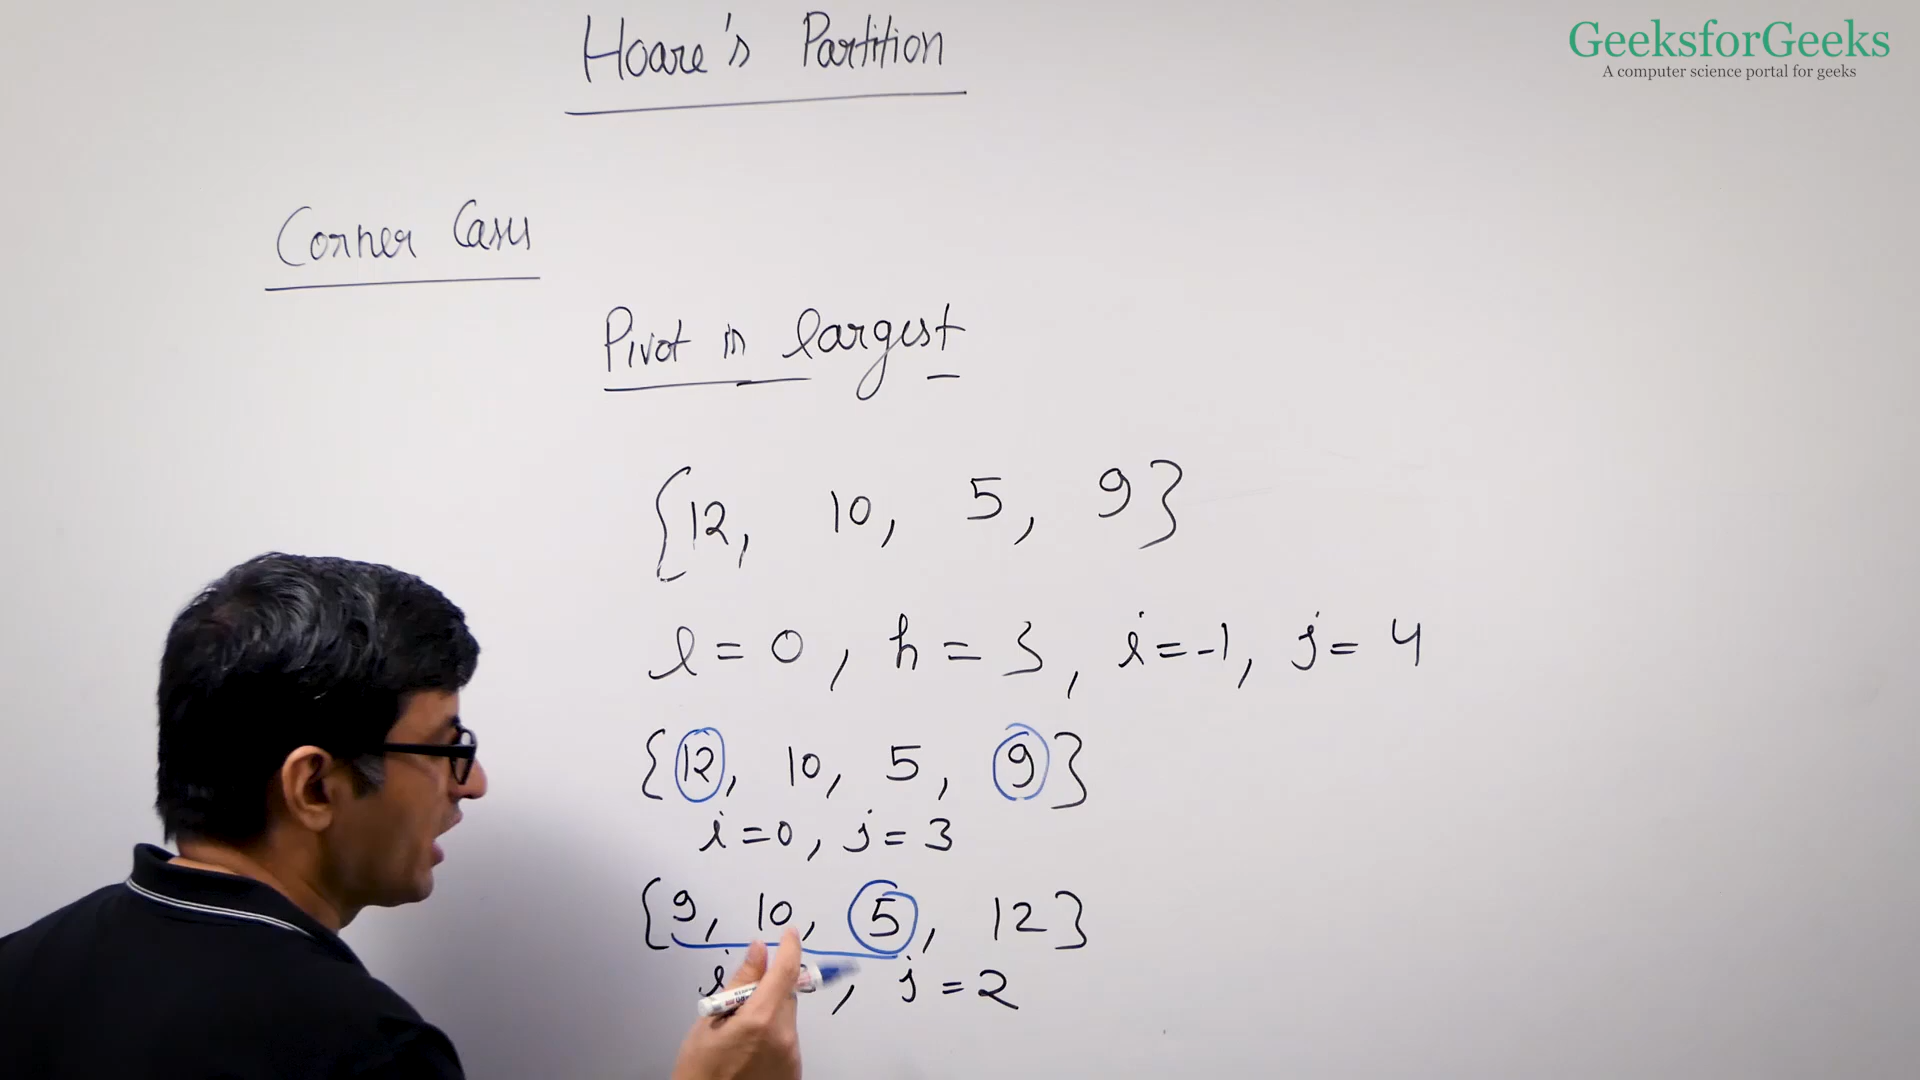 GeeksforGeeks
A computer science portal for geeks
Hoare's Partition
Corner Cases
Pivot is largest
{12, 10, 5, 9}
l = 0, h = 3, i = -1, j = 4
{12, 10, 5, 9}
i = 0, j = 3
{9, 10, 5, 12}
i , j = 2